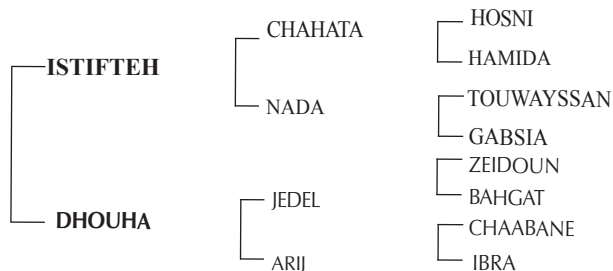 ISTIFTEH
DHOUHA
CHAHATA
NADA
JEDEL
ARIJ
HOSNI
HAMIDA
TOUWAYSSAN
GABSIA
ZEIDOUN
BAHGAT
CHAABANE
IBRA